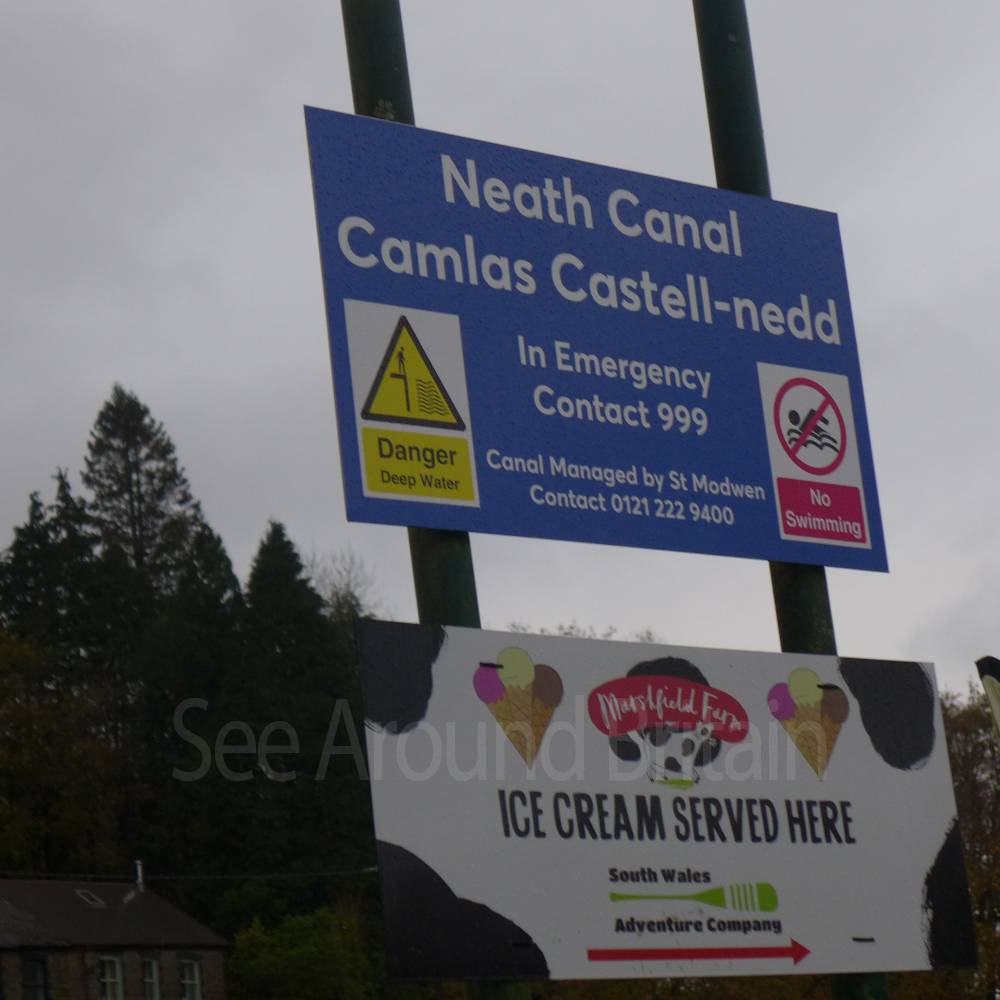 Neath Canal
Camlas Castell-nedd
In Emergency
Contact 999
Canal Managed by St Modwen
Contact 0121 222 9400
Danger
Deep Water
No
Swimming
Marshfield Farm
See Around Britain
ICE CREAM SERVED HERE
South Wales
Adventure Company